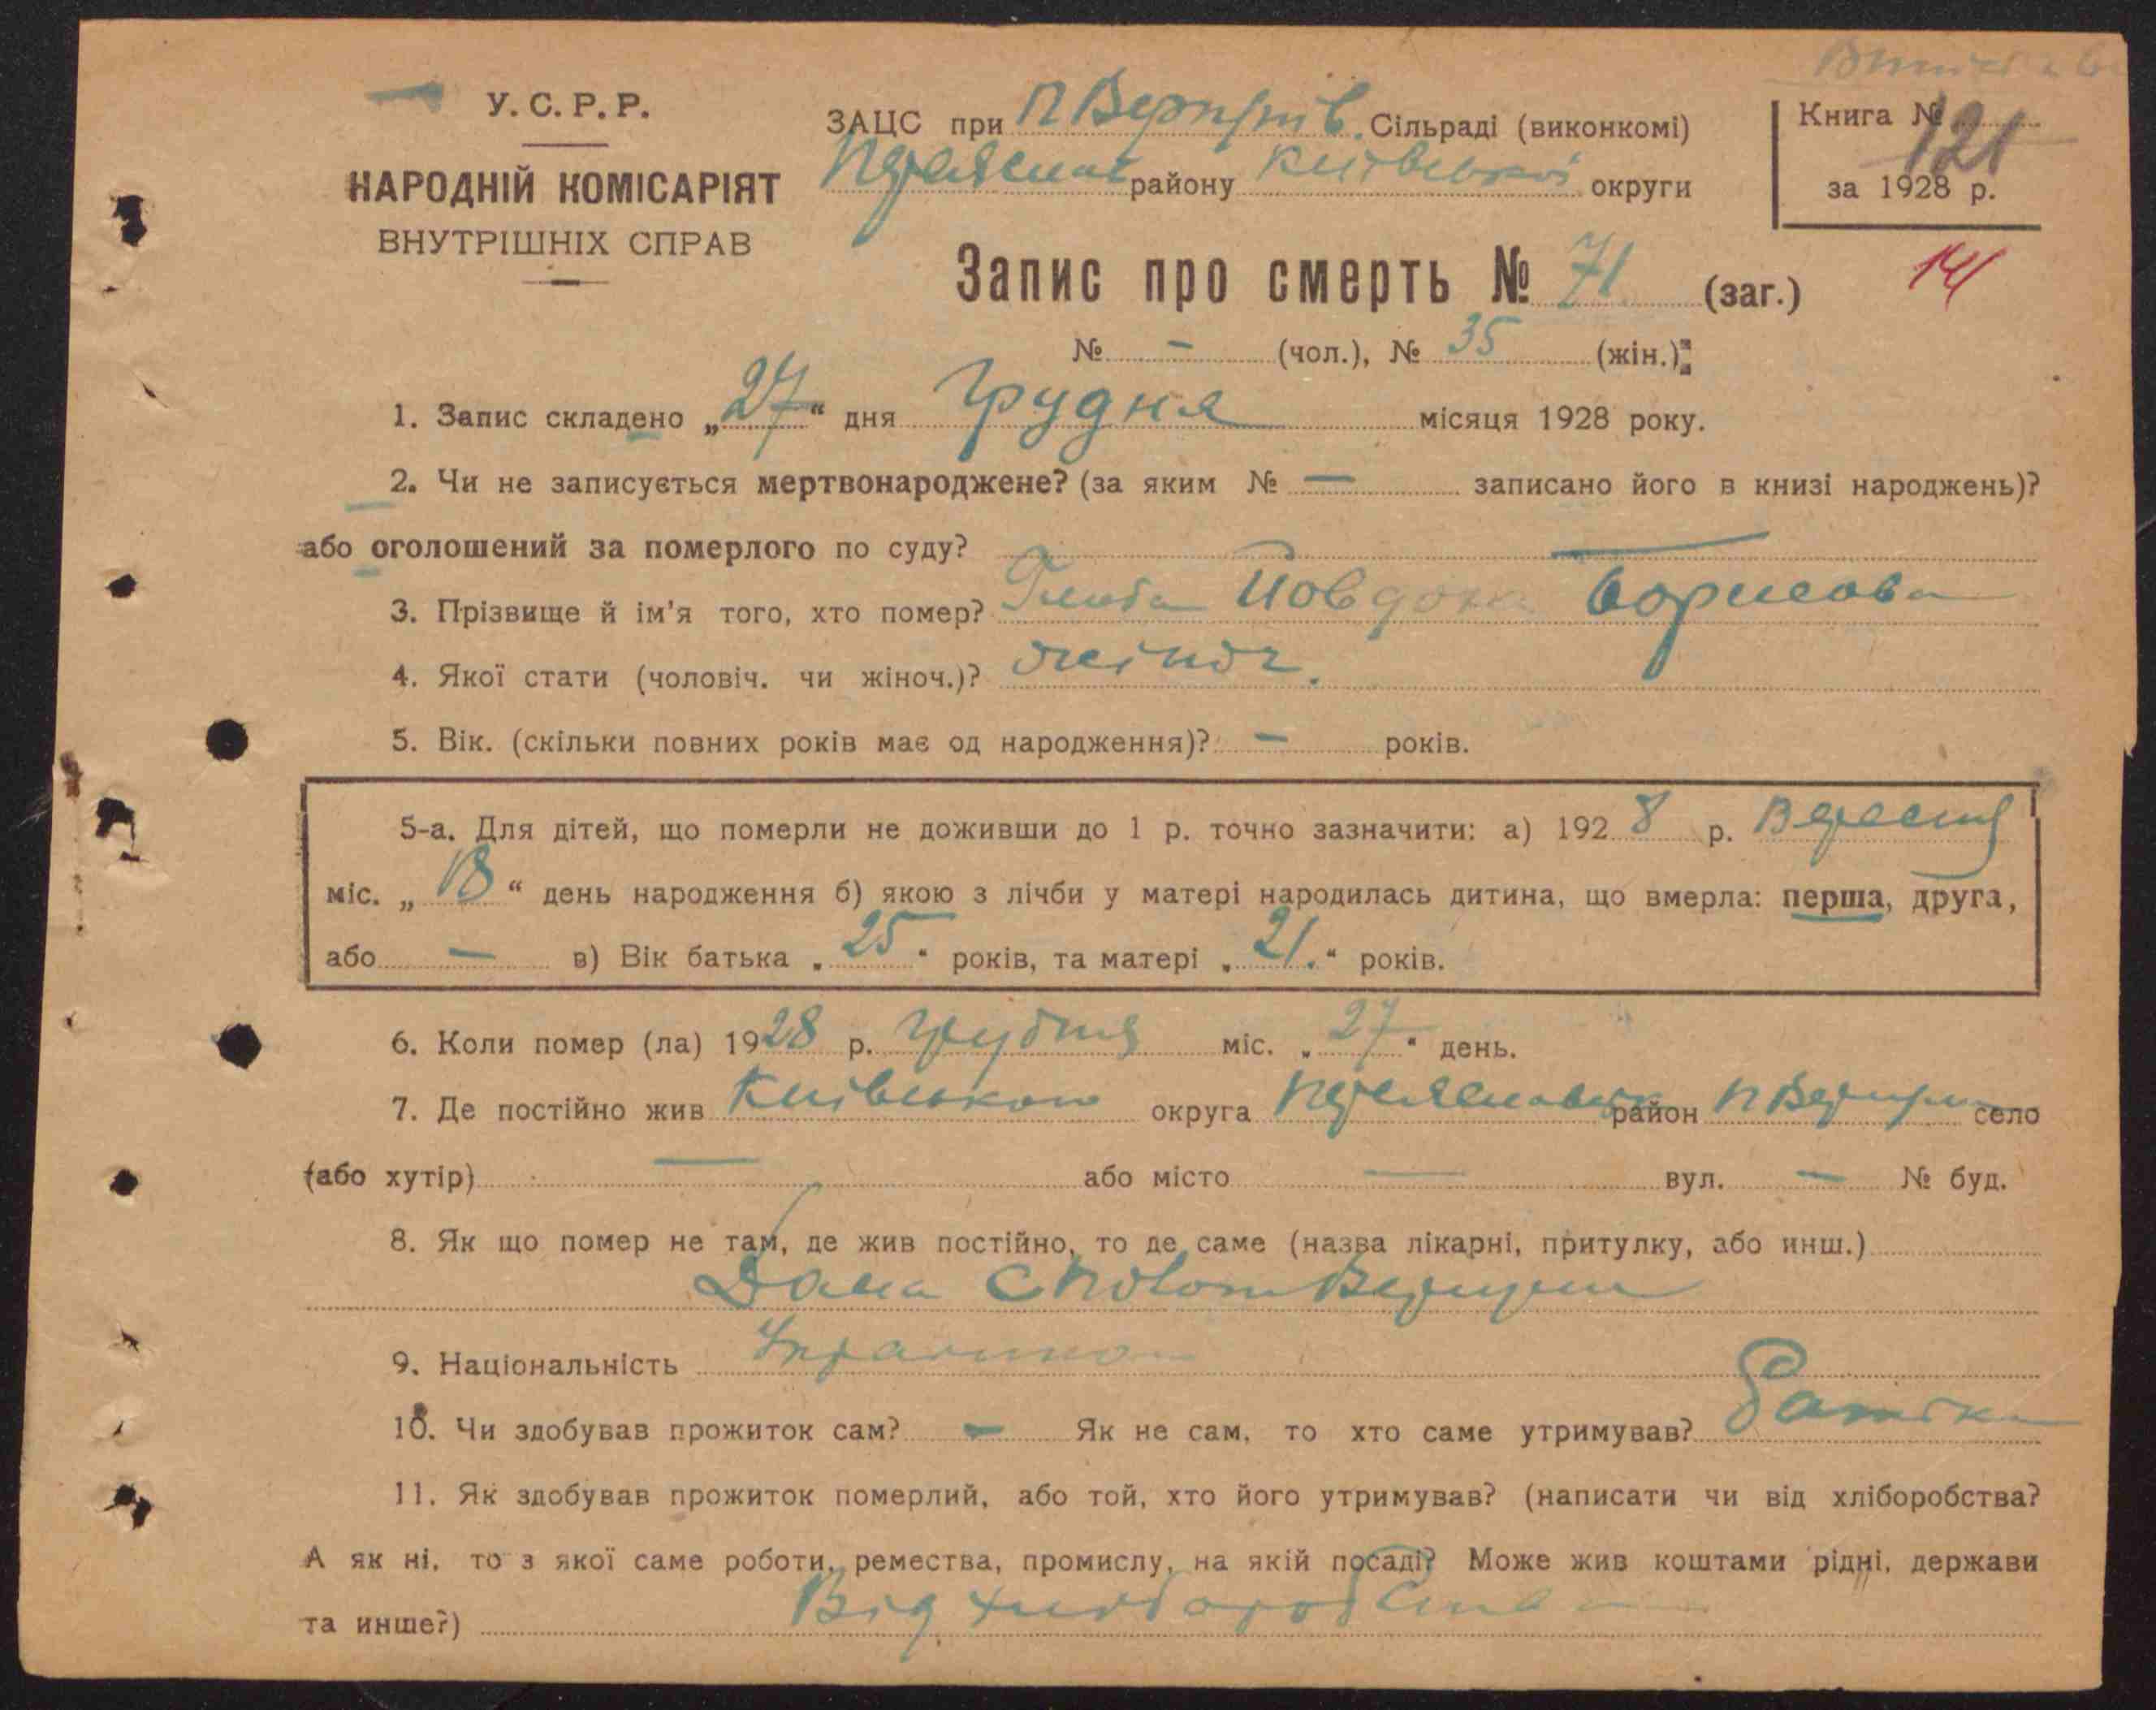 У. С. Р. Р.
НАРОДНІЙ КОМІСАРІЯТ
ВНУТРІШНІХ СПРАВ
ЗАЦС при Сільраді (виконкомі)
району Київської округи
Книга № 121
за 1928 р.
Запис про смерть № 71 (заг.)
141
№ - (чол.), № 35 (жін.);
1. Запис складено „27“ дня Грудня місяця 1928 року.
2. Чи не записується мертвонароджене? (за яким № — записано його в книзі народжень)?
або оголошений за померлого по суду? —
3. Прізвище й ім'я того, хто помер? Йовдоха Борисова
4. Якої стати (чоловіч. чи жіноч.)? жіноч.
5. Вік. (скільки повних років має од народження)? — років.
5-а. Для дітей, що померли не доживши до 1 р. точно зазначити: а) 1928 р. Вересня
міс. „18“ день народження б) якою з лічби у матері народилась дитина, що вмерла: перша, друга,
або — в) Вік батька „25“ років, та матері „21.“ років.
6. Коли помер (ла) 1928 р. Грудня міс. „27“ день.
7. Де постійно жив округа район село
(або хутір) — або місто — вул. — № буд.
8. Як що помер не там, де жив постійно, то де саме (назва лікарні, притулку, або инш.)
Дома
9. Національність Українка
10. Чи здобував прожиток сам? — Як не сам, то хто саме утримував? Батько
11. Як здобував прожиток померлий, або той, хто його утримував? (написати чи від хліборобства?
А як ні, то з якої саме роботи, ремества, промислу, на якій посаді? Може жив коштами рідні, держави
та инше?) Від хліборобства